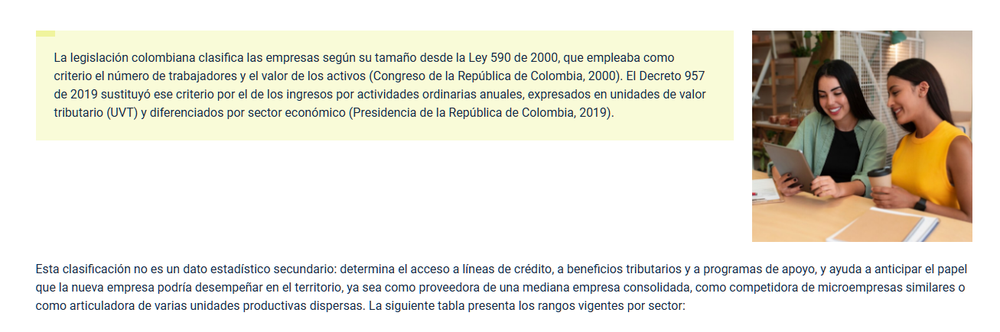 La legislación colombiana clasifica las empresas según su tamaño desde la Ley 590 de 2000, que empleaba como
criterio el número de trabajadores y el valor de los activos (Congreso de la República de Colombia, 2000). El Decreto 957
de 2019 sustituyó ese criterio por el de los ingresos por actividades ordinarias anuales, expresados en unidades de valor
tributario (UVT) y diferenciados por sector económico (Presidencia de la República de Colombia, 2019).
Esta clasificación no es un dato estadístico secundario: determina el acceso a líneas de crédito, a beneficios tributarios y a programas de apoyo, y ayuda a anticipar el papel
que la nueva empresa podría desempeñar en el territorio, ya sea como proveedora de una mediana empresa consolidada, como competidora de microempresas similares o
como articuladora de varias unidades productivas dispersas. La siguiente tabla presenta los rangos vigentes por sector: